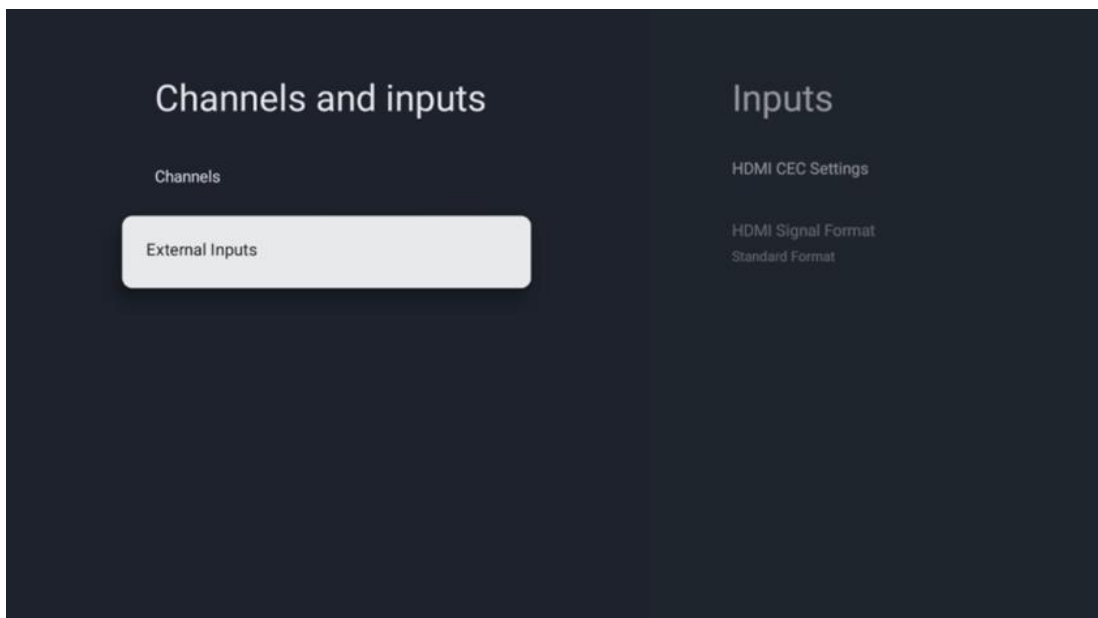 Channels and inputs
Channels
External Inputs
Inputs
HDMI CEC Settings
HDMI Signal Format
Standard Format